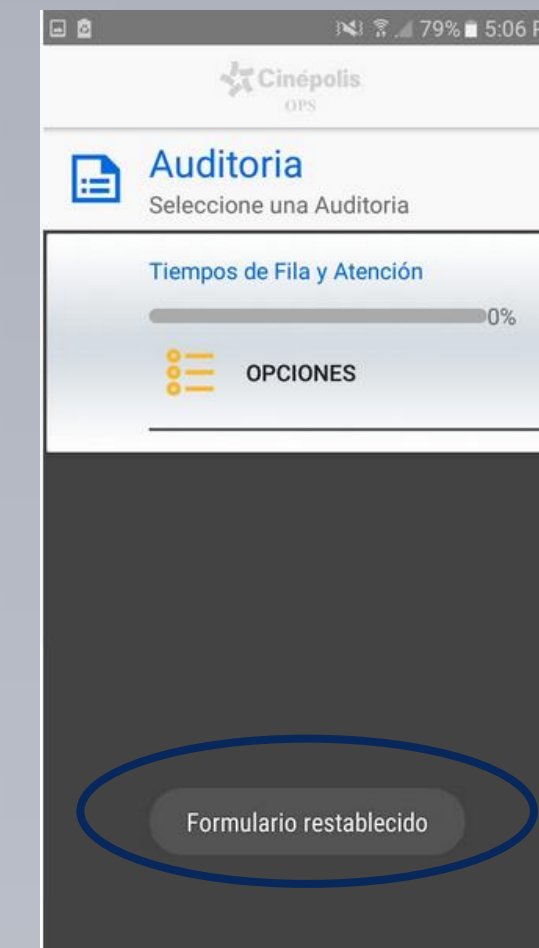 79% 5:06 P
Cinépolis
OPS
Auditoria
Seleccione una Auditoria
Tiempos de Fila y Atención
0%
OPCIONES
Formulario restablecido